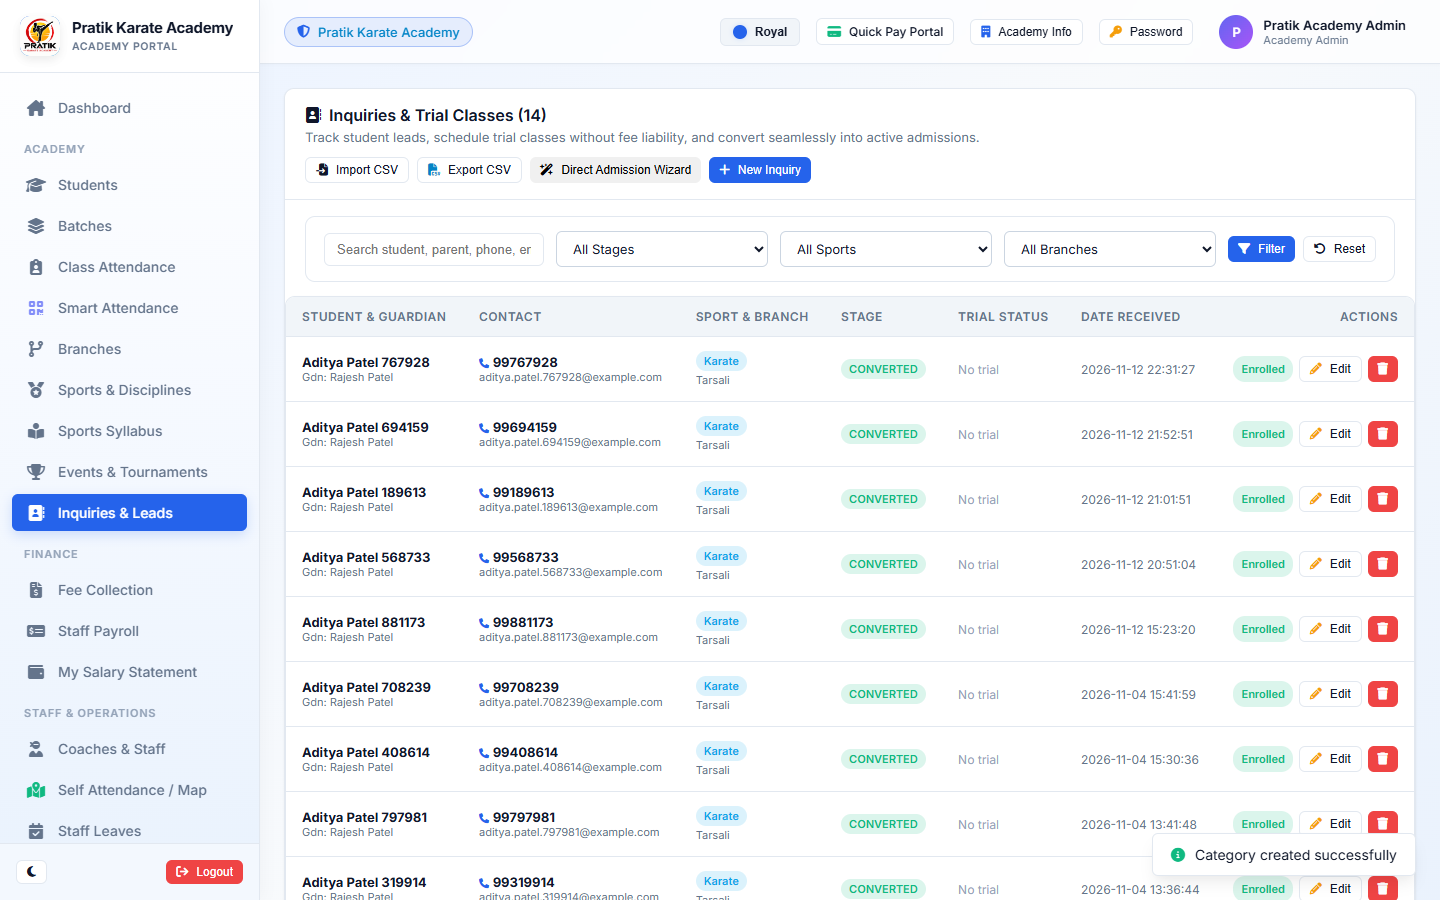 PRATIK
Pratik Karate Academy
ACADEMY PORTAL
Dashboard
ACADEMY
Students
Batches
Class Attendance
Smart Attendance
Branches
Sports & Disciplines
Sports Syllabus
Events & Tournaments
Inquiries & Leads
FINANCE
Fee Collection
Staff Payroll
My Salary Statement
STAFF & OPERATIONS
Coaches & Staff
Self Attendance / Map
Staff Leaves
Logout
Pratik Karate Academy
Royal
Quick Pay Portal
Academy Info
Password
P
Pratik Academy Admin
Academy Admin
Inquiries & Trial Classes (14)
Track student leads, schedule trial classes without fee liability, and convert seamlessly into active admissions.
Import CSV
Export CSV
Direct Admission Wizard
New Inquiry
Search student, parent, phone, er
All Stages
All Sports
All Branches
Filter
Reset
STUDENT & GUARDIAN CONTACT SPORT & BRANCH STAGE TRIAL STATUS DATE RECEIVED ACTIONS
Aditya Patel 767928 99767928 Karate CONVERTED No trial 2026-11-12 22:31:27 Enrolled Edit
Gdn: Rajesh Patel aditya.patel.767928@example.com Tarsali
Aditya Patel 694159 99694159 Karate CONVERTED No trial 2026-11-12 21:52:51 Enrolled Edit
Gdn: Rajesh Patel aditya.patel.694159@example.com Tarsali
Aditya Patel 189613 99189613 Karate CONVERTED No trial 2026-11-12 21:01:51 Enrolled Edit
Gdn: Rajesh Patel aditya.patel.189613@example.com Tarsali
Aditya Patel 568733 99568733 Karate CONVERTED No trial 2026-11-12 20:51:04 Enrolled Edit
Gdn: Rajesh Patel aditya.patel.568733@example.com Tarsali
Aditya Patel 881173 99881173 Karate CONVERTED No trial 2026-11-12 15:23:20 Enrolled Edit
Gdn: Rajesh Patel aditya.patel.881173@example.com Tarsali
Aditya Patel 708239 99708239 Karate CONVERTED No trial 2026-11-04 15:41:59 Enrolled Edit
Gdn: Rajesh Patel aditya.patel.708239@example.com Tarsali
Aditya Patel 408614 99408614 Karate CONVERTED No trial 2026-11-04 15:30:36 Enrolled Edit
Gdn: Rajesh Patel aditya.patel.408614@example.com Tarsali
Aditya Patel 797981 99797981 Karate CONVERTED No trial 2026-11-04 13:41:48 Enrolled Edit
Gdn: Rajesh Patel aditya.patel.797981@example.com Tarsali
Category created successfully
Aditya Patel 319914 99319914 Karate CONVERTED No trial 2026-11-04 13:36:44 Enrolled Edit
Gdn: Rajesh Patel aditya.patel.319914@example.com Tarsali